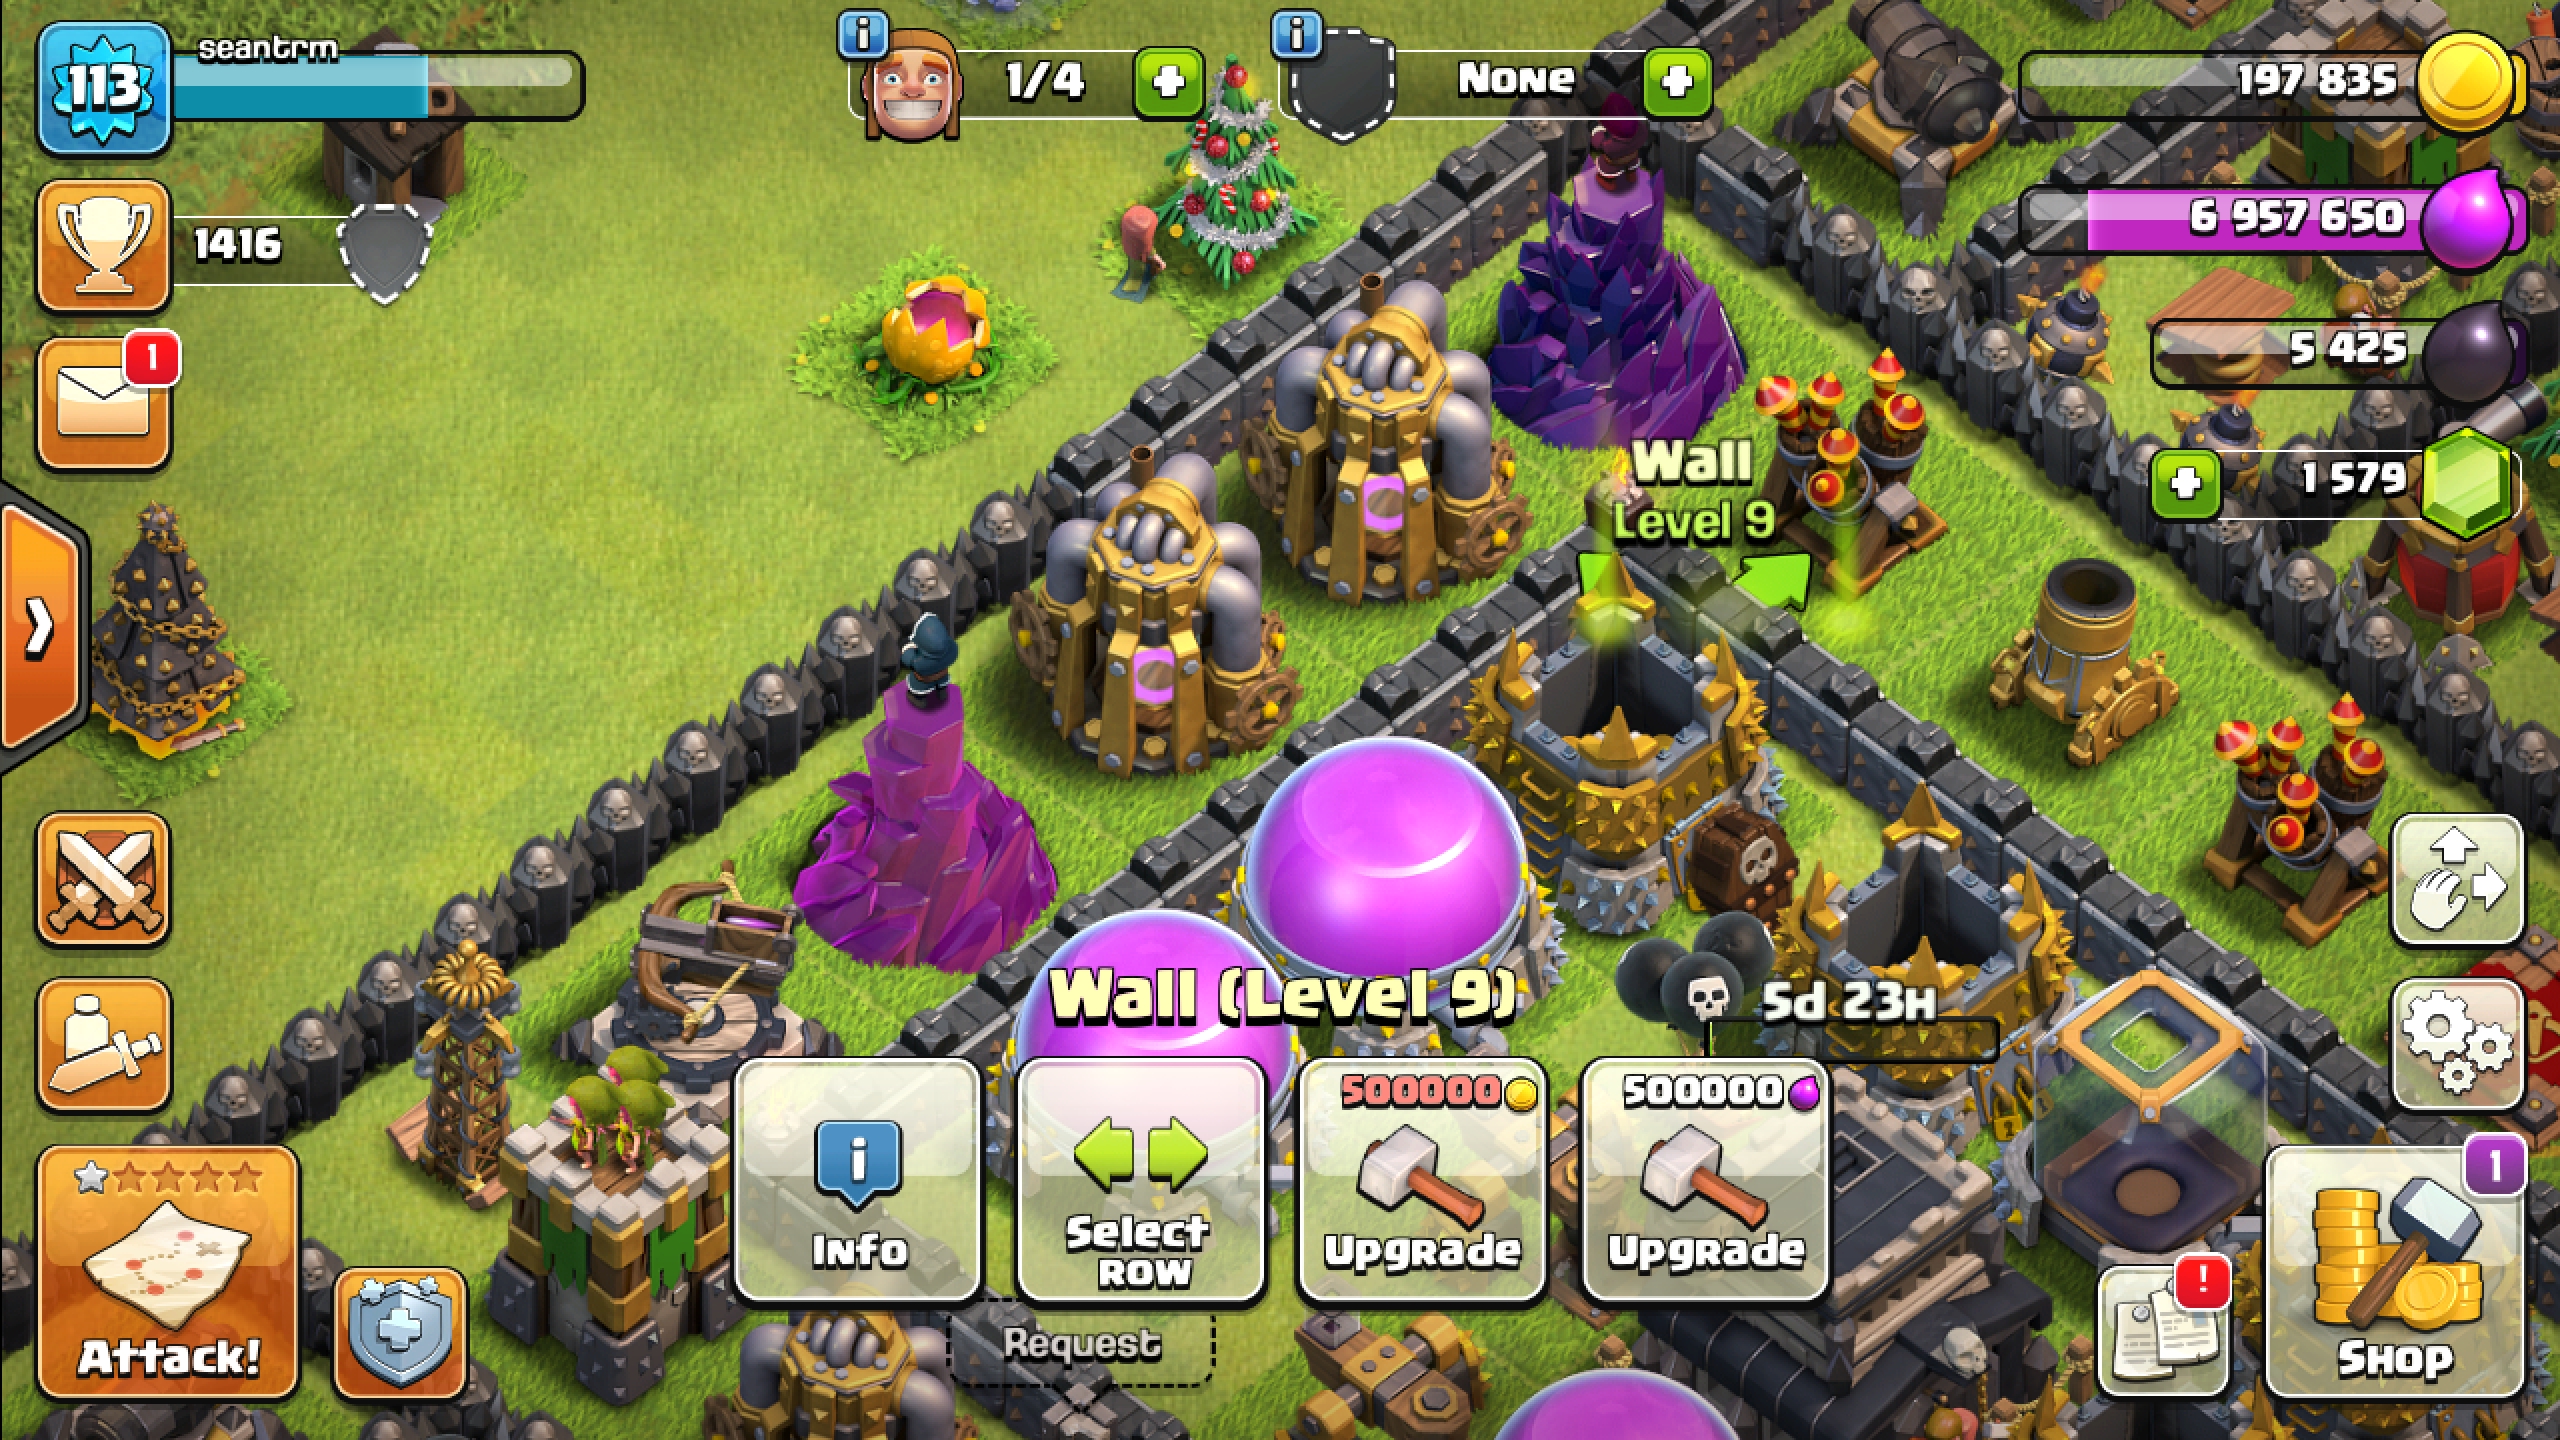 113
seantrm
1/4
None
197 835
1416
6 957 650
5 425
1 579
1
Wall
Level 9
Wall (Level 9)
5d 23H
Info
Select
Row
500000
Upgrade
500000
Upgrade
Request
Attack!
1
Shop